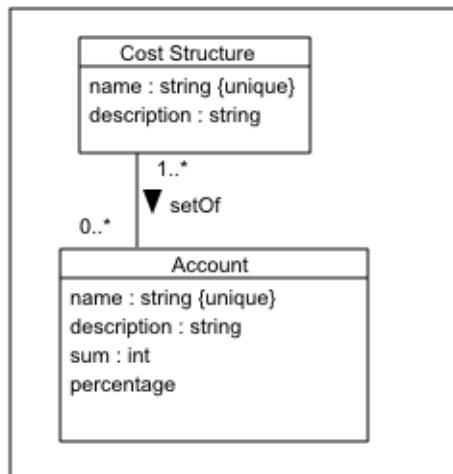 Cost Structure
name : string {unique}
description : string
1..*
setOf
0..*
Account
name : string {unique}
description : string
sum : int
percentage